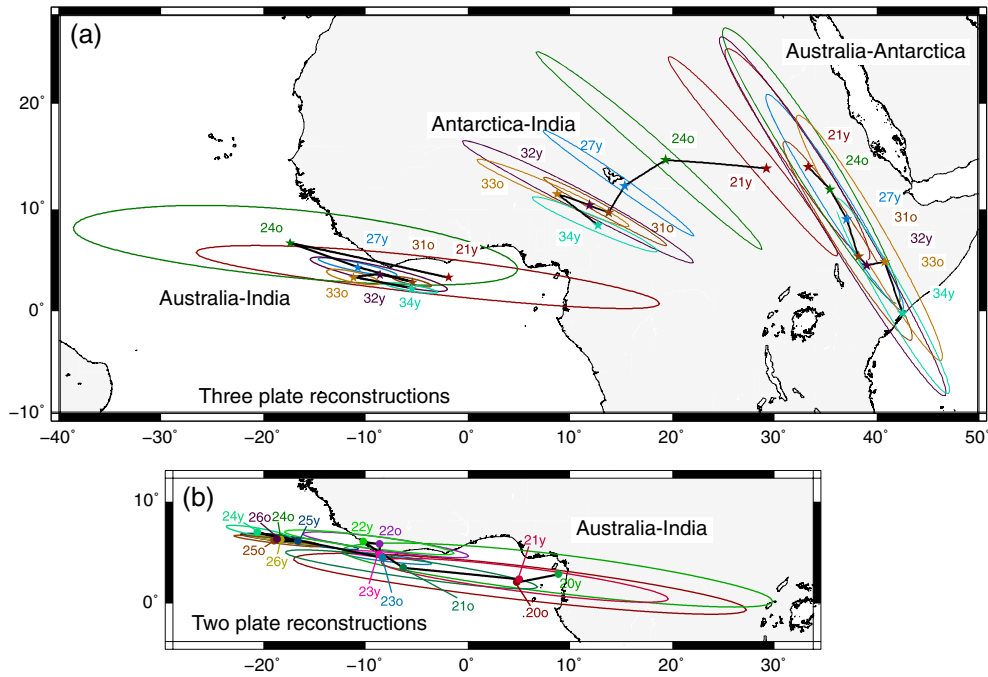 (a)
Australia-Antarctica
20˚
Antarctica-India
21y
24o
27y
24o
32y
33o
21y
27y
31o
10˚
31o
32y
24o
34y
33o
27y
31o
21y
34y
Australia-India
33o
32y
34y
0˚
Three plate reconstructions
−10˚
−40˚ −30˚ −20˚ −10˚ 0˚ 10˚ 20˚ 30˚ 40˚ 50˚
(b)
10˚
24y 26o 24o 25y 22y 22o
Australia-India
21y
25o 26y 23y 23o 21o 20o 20y
0˚
Two plate reconstructions
−20˚ −10˚ 0˚ 10˚ 20˚ 30˚